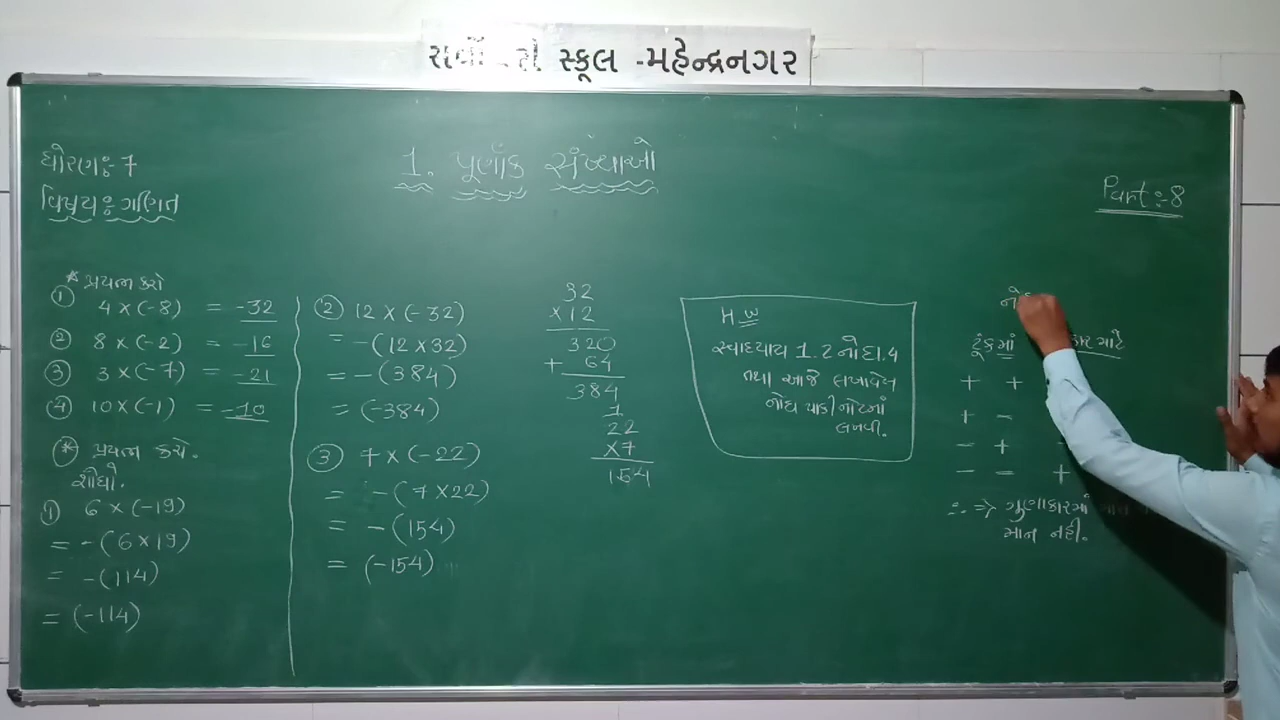 સ્કૂલ -મહેન્દ્રનગર
ધોરણ:-7
વિષય:-ગણિત
1. પૂર્ણાંક સંખ્યાઓ
Part:-8
* પ્રયત્ન કરો
① 4×(-8) = -32
② 8×(-2) = -16
③ 3×(-7) = -21
④ 10×(-1) = -10
* પ્રયત્ન કરો.
શોધો.
① 6×(-19)
= -(6×19)
= -(114)
= (-114)
② 12×(-32)
= -(12×32)
= -(384)
= (-384)
③ 7×(-22)
= -(7×22)
= -(154)
= (-154)
32
×12
320
+ 64
384
1
22
×7
154
H.W
સ્વાધ્યાય 1.2 નો દા.4
તથા આજે લખાવેલ
નોંધ પાકી નોટમાં
લખવી.
ટૂંકમાં માટે
+ +
+ -
- +
- - +
∴ ⇒ ગુણાકારમાં
માન નહી.